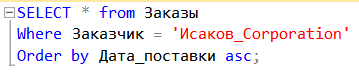 SELECT * from Заказы
Where Заказчик = 'Исаков_Corporation'
Order by Дата_поставки asc;